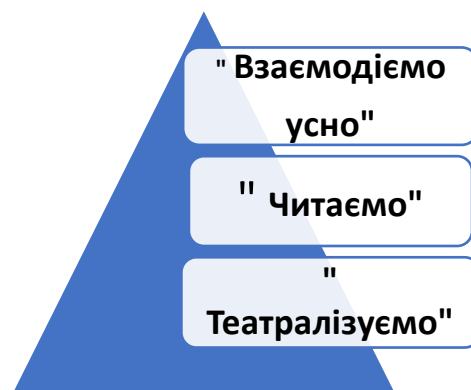 " Взаємодіємо
усно"
" Читаємо"
"
Театралізуємо"